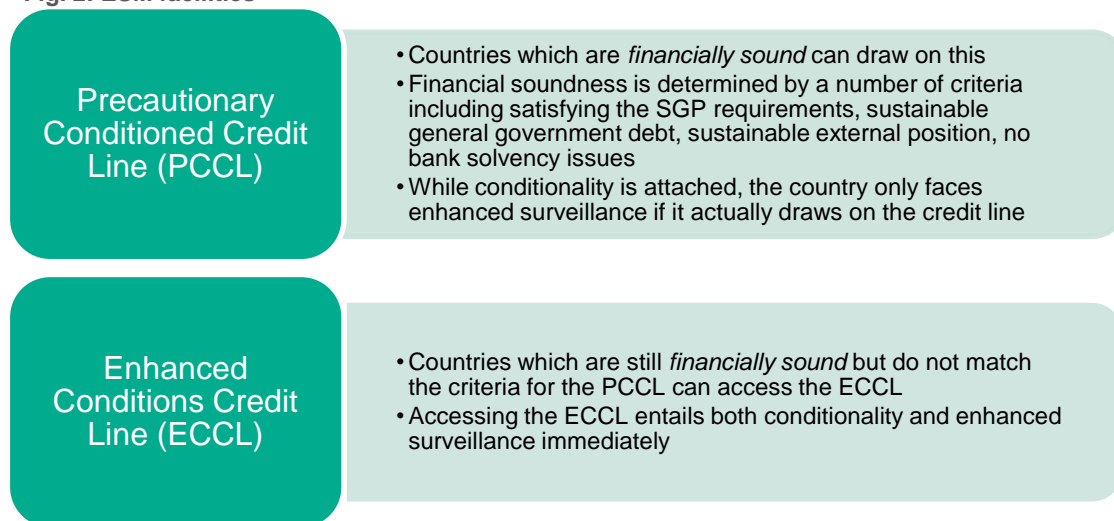 Fig. 2: ESM facilities
Precautionary
Conditioned Credit
Line (PCCL)
• Countries which are financially sound can draw on this
• Financial soundness is determined by a number of criteria
including satisfying the SGP requirements, sustainable
general government debt, sustainable external position, no
bank solvency issues
• While conditionality is attached, the country only faces
enhanced surveillance if it actually draws on the credit line
Enhanced
Conditions Credit
Line (ECCL)
• Countries which are still financially sound but do not match
the criteria for the PCCL can access the ECCL
• Accessing the ECCL entails both conditionality and enhanced
surveillance immediately